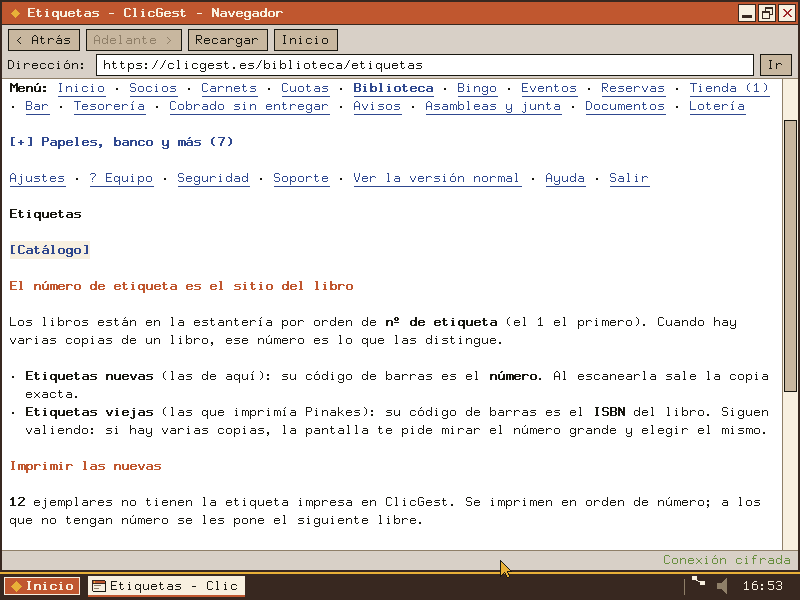 Etiquetas - ClicGest - Navegador
< Atrás Adelante > Recargar Inicio
Dirección: https://clicgest.es/biblioteca/etiquetas Ir
Menú: Inicio · Socios · Carnets · Cuotas · Biblioteca · Bingo · Eventos · Reservas · Tienda (1)
· Bar · Tesorería · Cobrado sin entregar · Avisos · Asambleas y junta · Documentos · Lotería
[+] Papeles, banco y más (7)
Ajustes · ? Equipo · Seguridad · Soporte · Ver la versión normal · Ayuda · Salir
Etiquetas
[Catálogo]
El número de etiqueta es el sitio del libro
Los libros están en la estantería por orden de nº de etiqueta (el 1 el primero). Cuando hay
varias copias de un libro, ese número es lo que las distingue.
· Etiquetas nuevas (las de aquí): su código de barras es el número. Al escanearla sale la copia
exacta.
· Etiquetas viejas (las que imprimía Pinakes): su código de barras es el ISBN del libro. Siguen
valiendo: si hay varias copias, la pantalla te pide mirar el número grande y elegir el mismo.
Imprimir las nuevas
12 ejemplares no tienen la etiqueta impresa en ClicGest. Se imprimen en orden de número; a los
que no tengan número se les pone el siguiente libre.
Conexión cifrada
Inicio Etiquetas - Clic 16:53